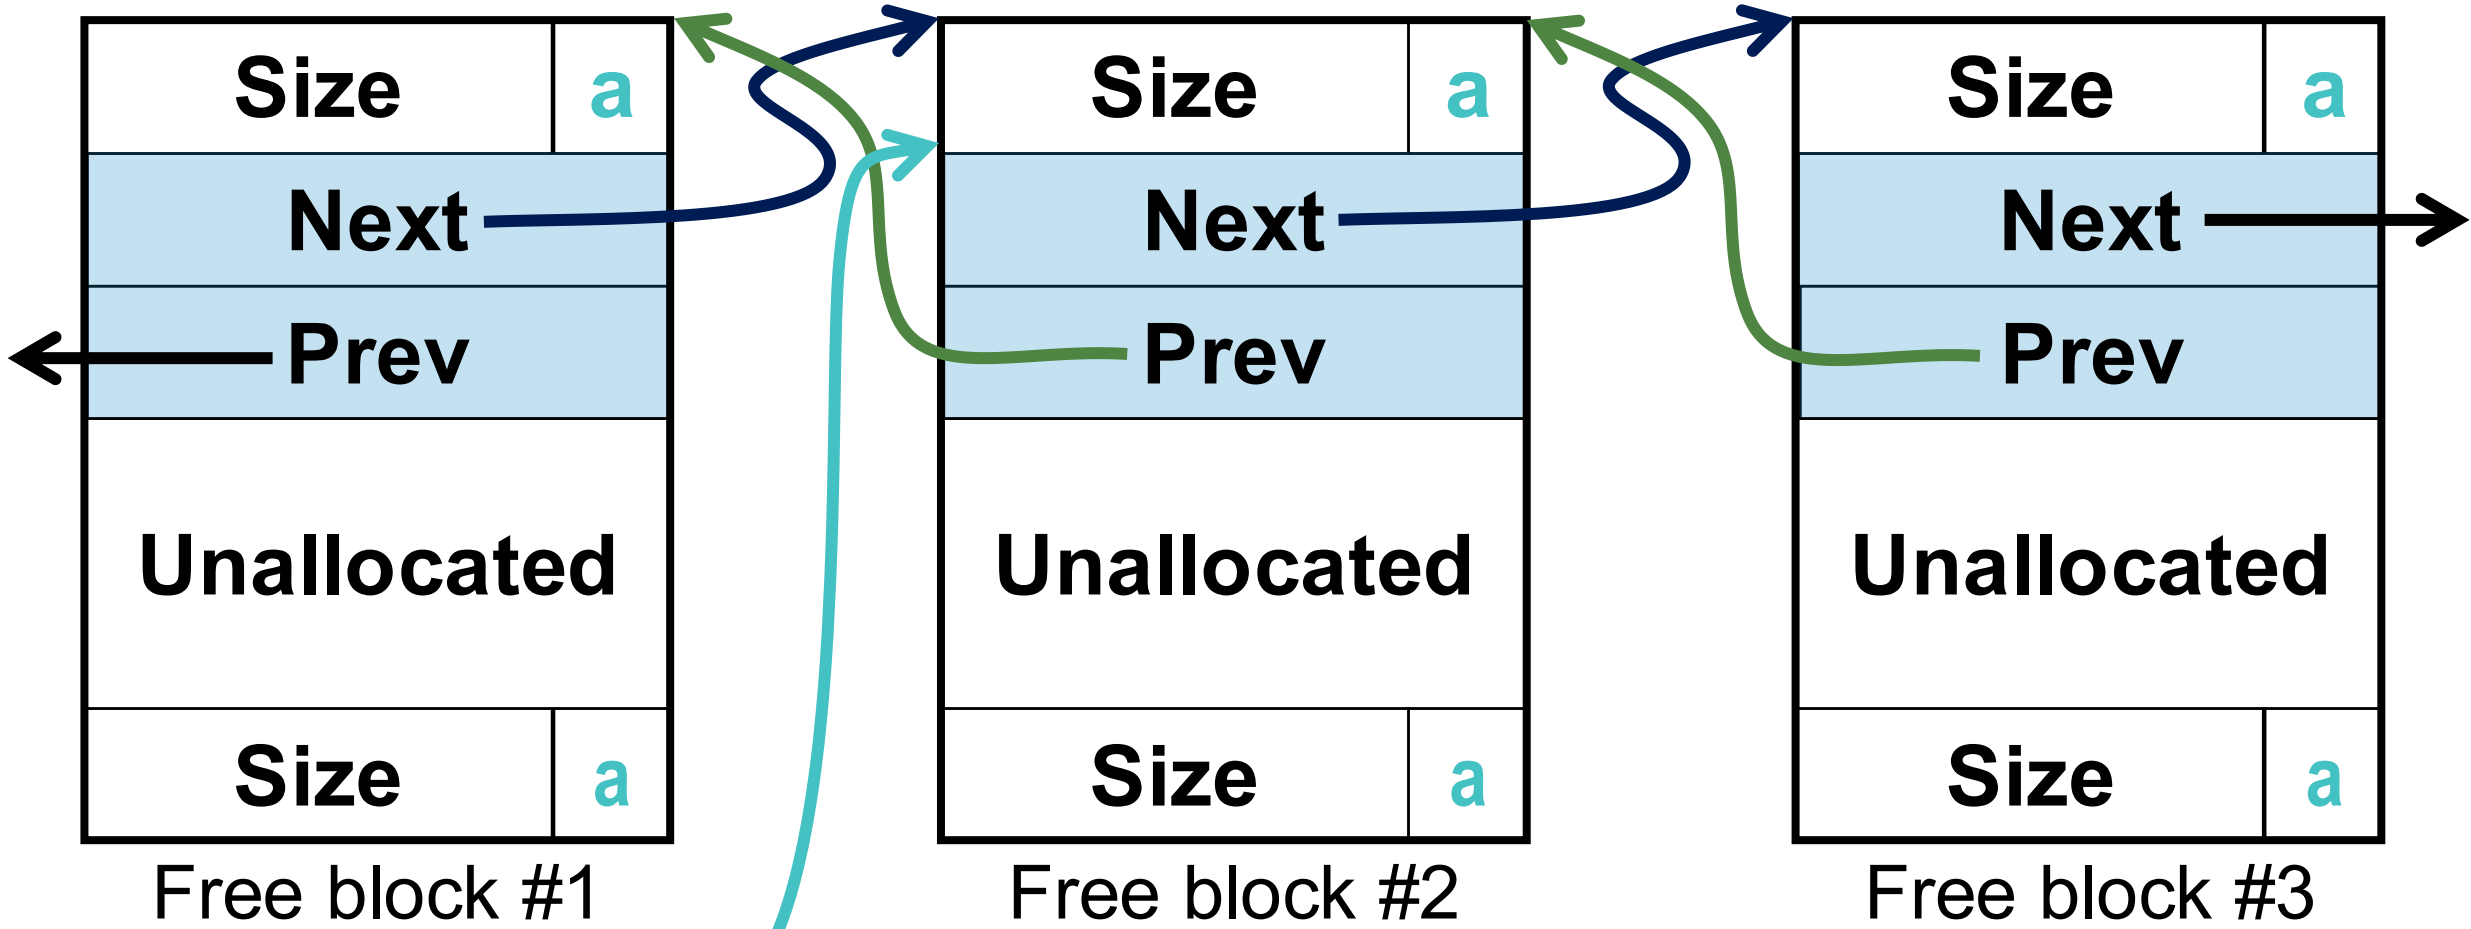 Size a Size a Size a
Next Next Next
Prev Prev Prev
Unallocated Unallocated Unallocated
Size a Size a Size a
Free block #1 Free block #2 Free block #3